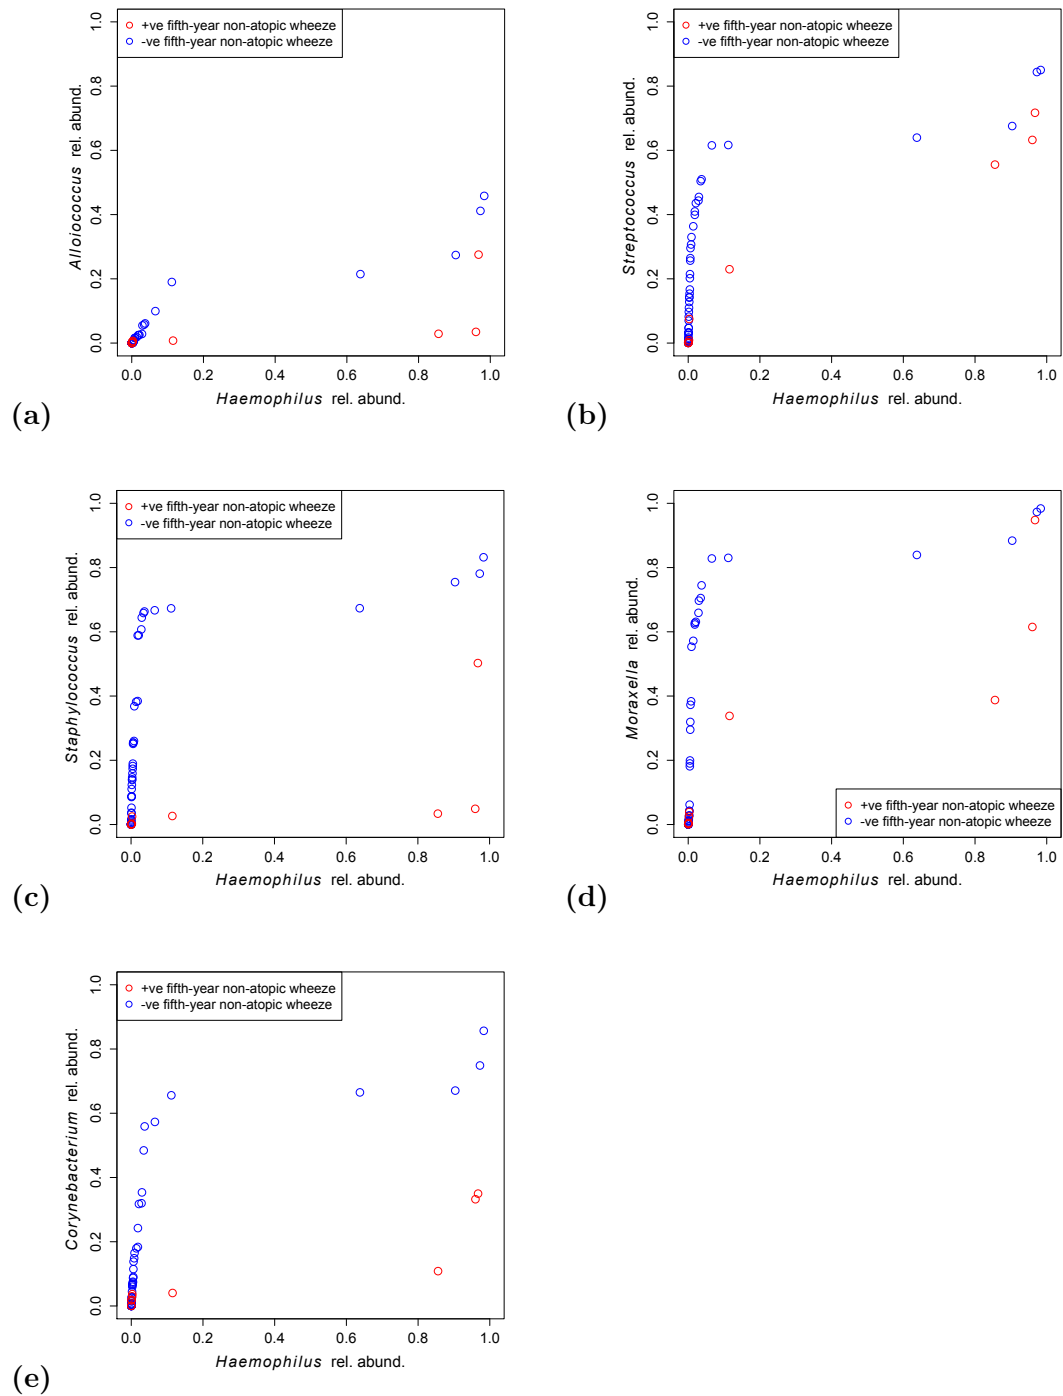 +ve fifth-year non-atopic wheeze
-ve fifth-year non-atopic wheeze
Alloiococcus rel. abund.
0.0 0.2 0.4 0.6 0.8 1.0
0.0 0.2 0.4 0.6 0.8 1.0
Haemophilus rel. abund.
(a)
+ve fifth-year non-atopic wheeze
-ve fifth-year non-atopic wheeze
Streptococcus rel. abund.
0.0 0.2 0.4 0.6 0.8 1.0
0.0 0.2 0.4 0.6 0.8 1.0
Haemophilus rel. abund.
(b)
+ve fifth-year non-atopic wheeze
-ve fifth-year non-atopic wheeze
Staphylococcus rel. abund.
0.0 0.2 0.4 0.6 0.8 1.0
0.0 0.2 0.4 0.6 0.8 1.0
Haemophilus rel. abund.
(c)
Moraxella rel. abund.
0.0 0.2 0.4 0.6 0.8 1.0
+ve fifth-year non-atopic wheeze
-ve fifth-year non-atopic wheeze
0.0 0.2 0.4 0.6 0.8 1.0
Haemophilus rel. abund.
(d)
+ve fifth-year non-atopic wheeze
-ve fifth-year non-atopic wheeze
Corynebacterium rel. abund.
0.0 0.2 0.4 0.6 0.8 1.0
0.0 0.2 0.4 0.6 0.8 1.0
Haemophilus rel. abund.
(e)